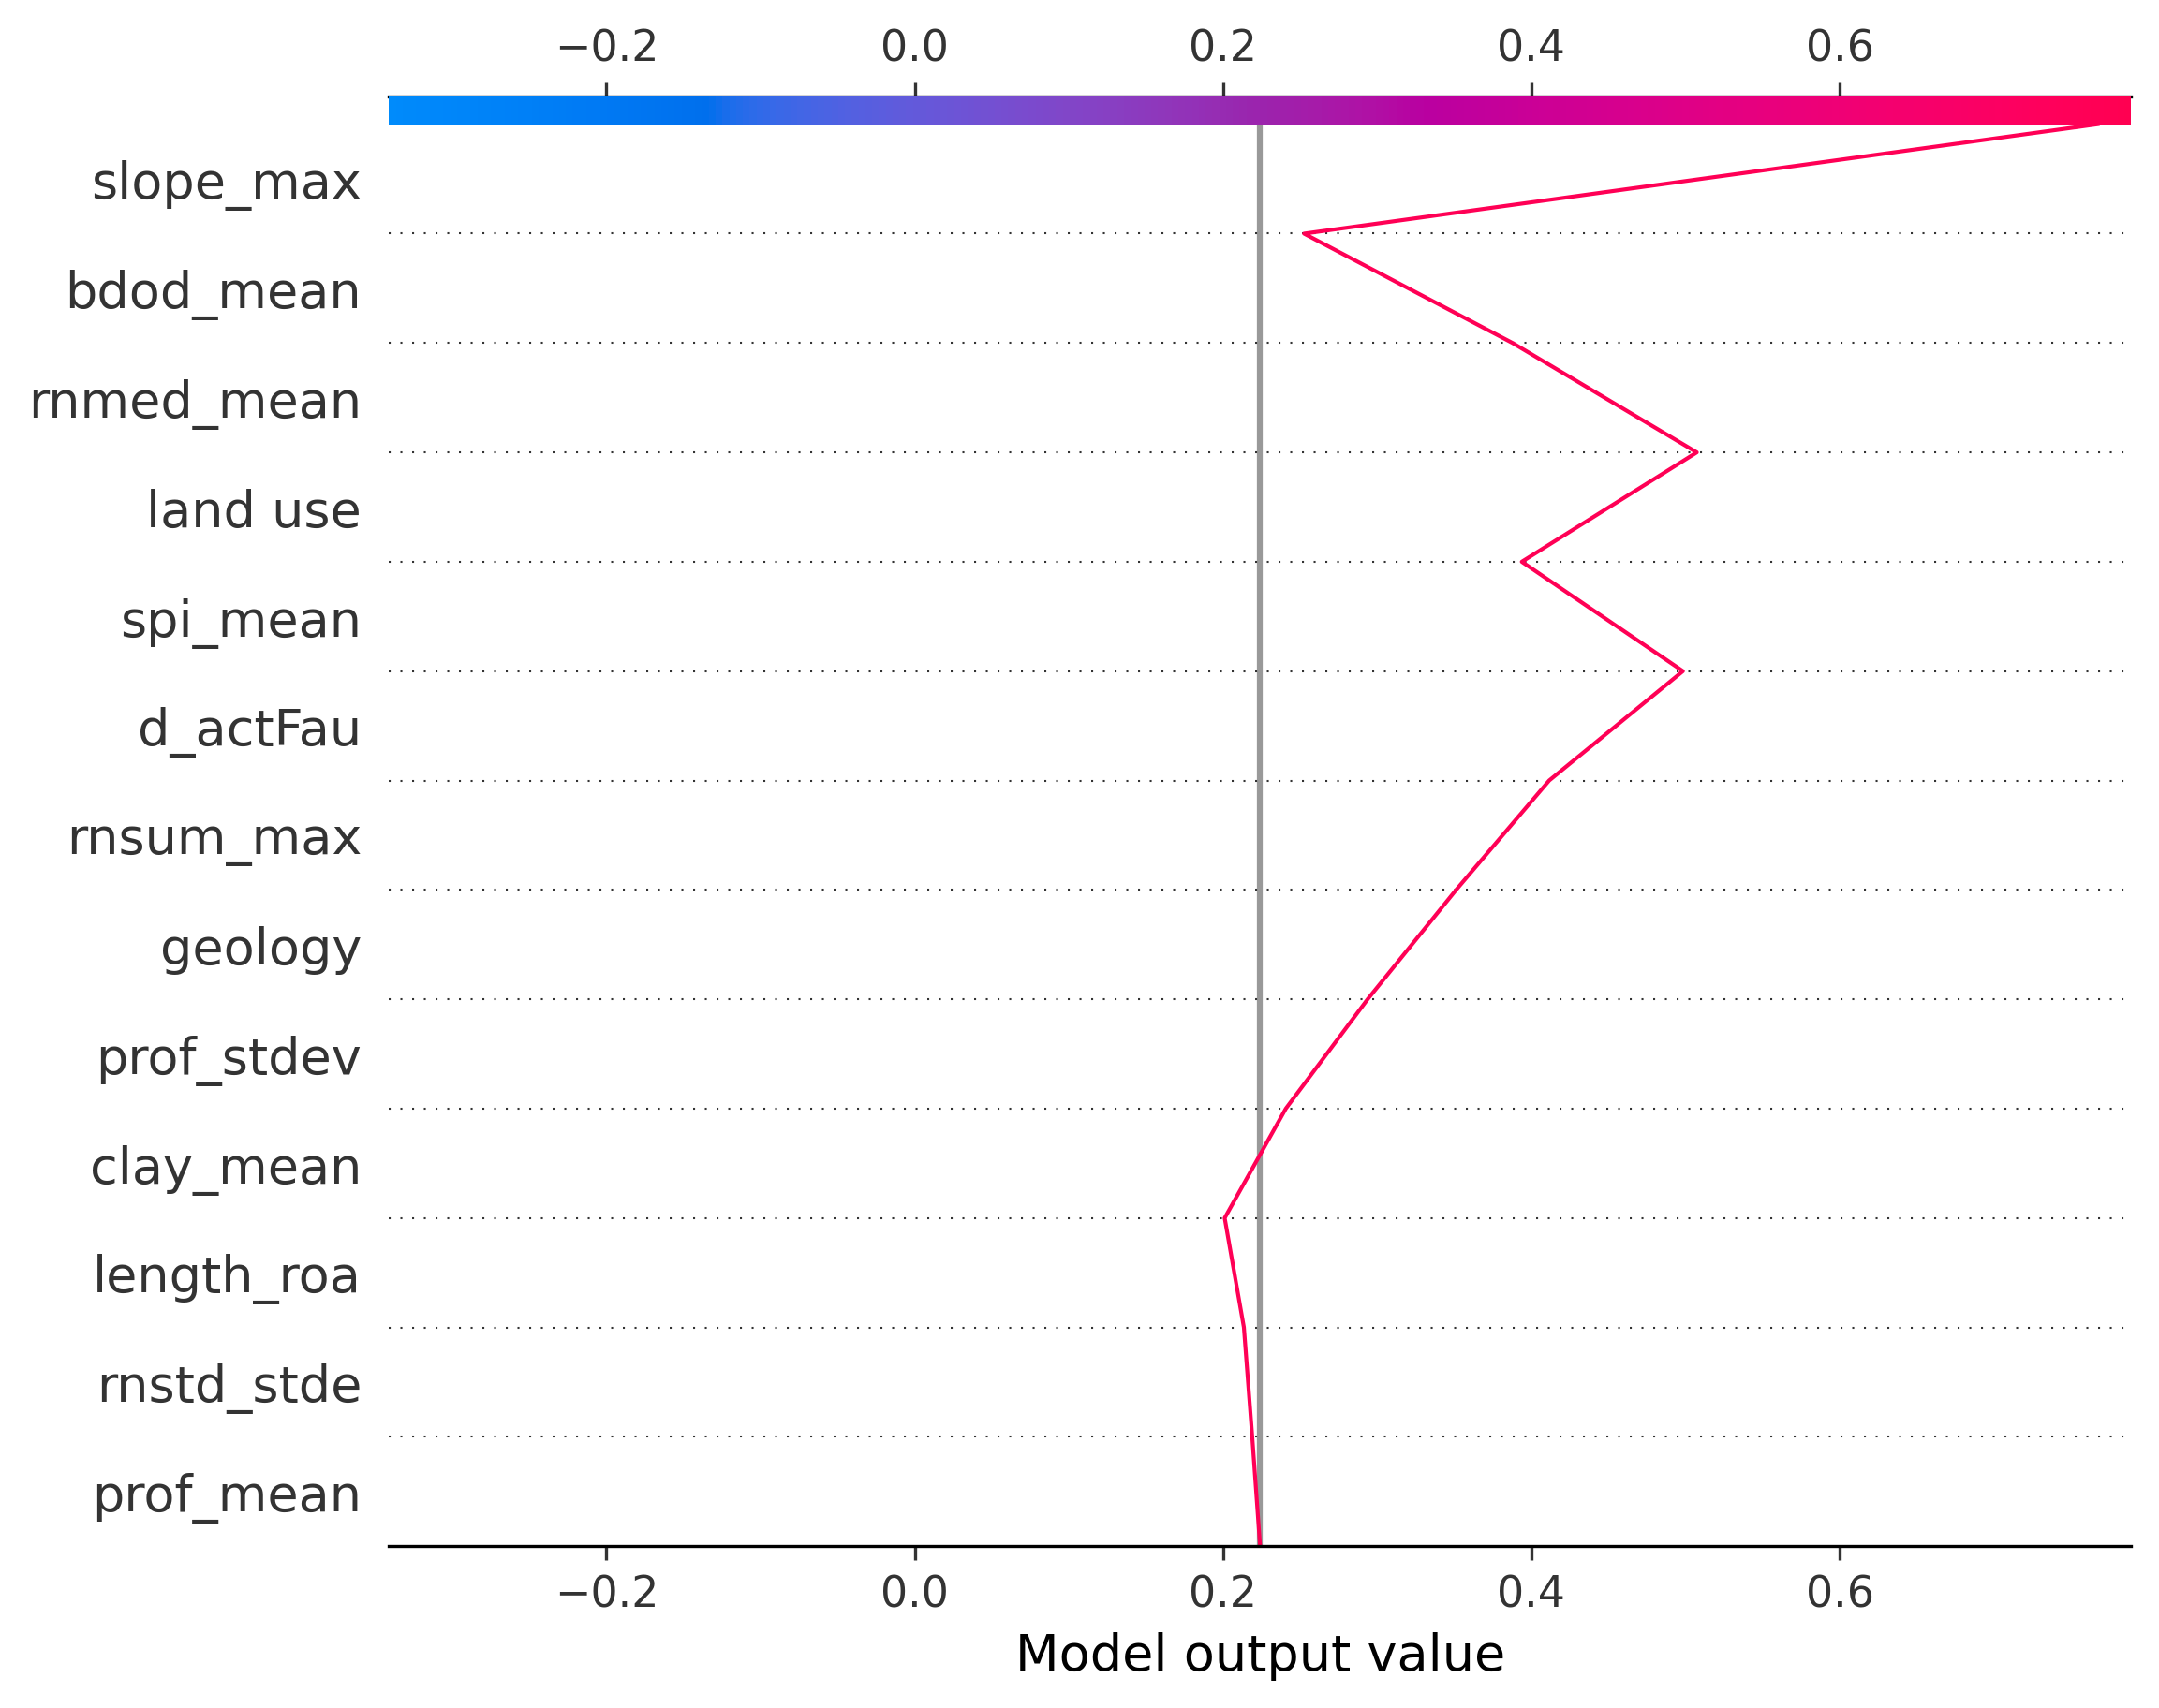 −0.2 0.0 0.2 0.4 0.6
slope_max
bdod_mean
rnmed_mean
land use
spi_mean
d_actFau
rnsum_max
geology
prof_stdev
clay_mean
length_roa
rnstd_stde
prof_mean
−0.2 0.0 0.2 0.4 0.6
Model output value